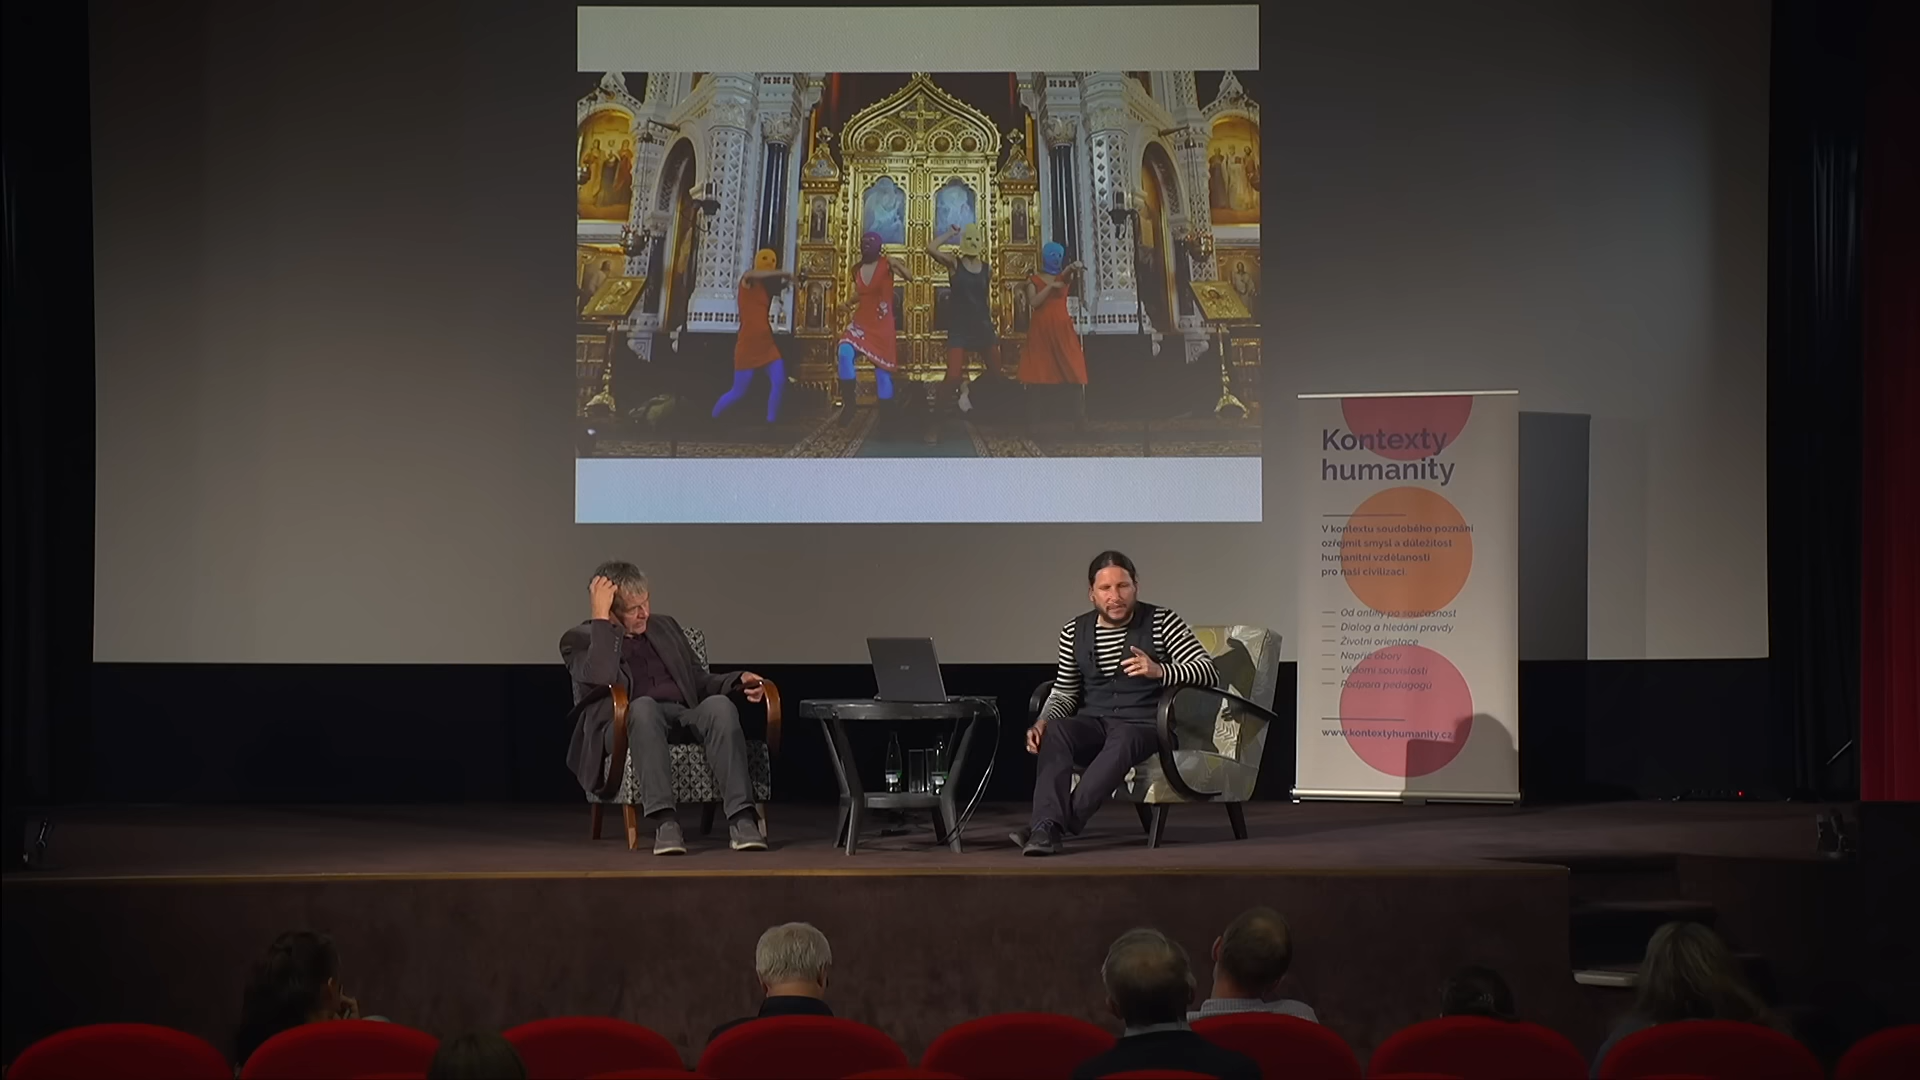 Kontexty
humanity
V kontextu soudobého poznání
ozřejmit smysl a důležitost
humanitní vzdělanosti
pro naši civilizaci
— Od antiky po současnost
— Dialog a hledání pravdy
— Životní orientace
— Napříč obory
— Vědomí souvislostí
— Podpora pedagogů
www.kontextyhumanity.cz